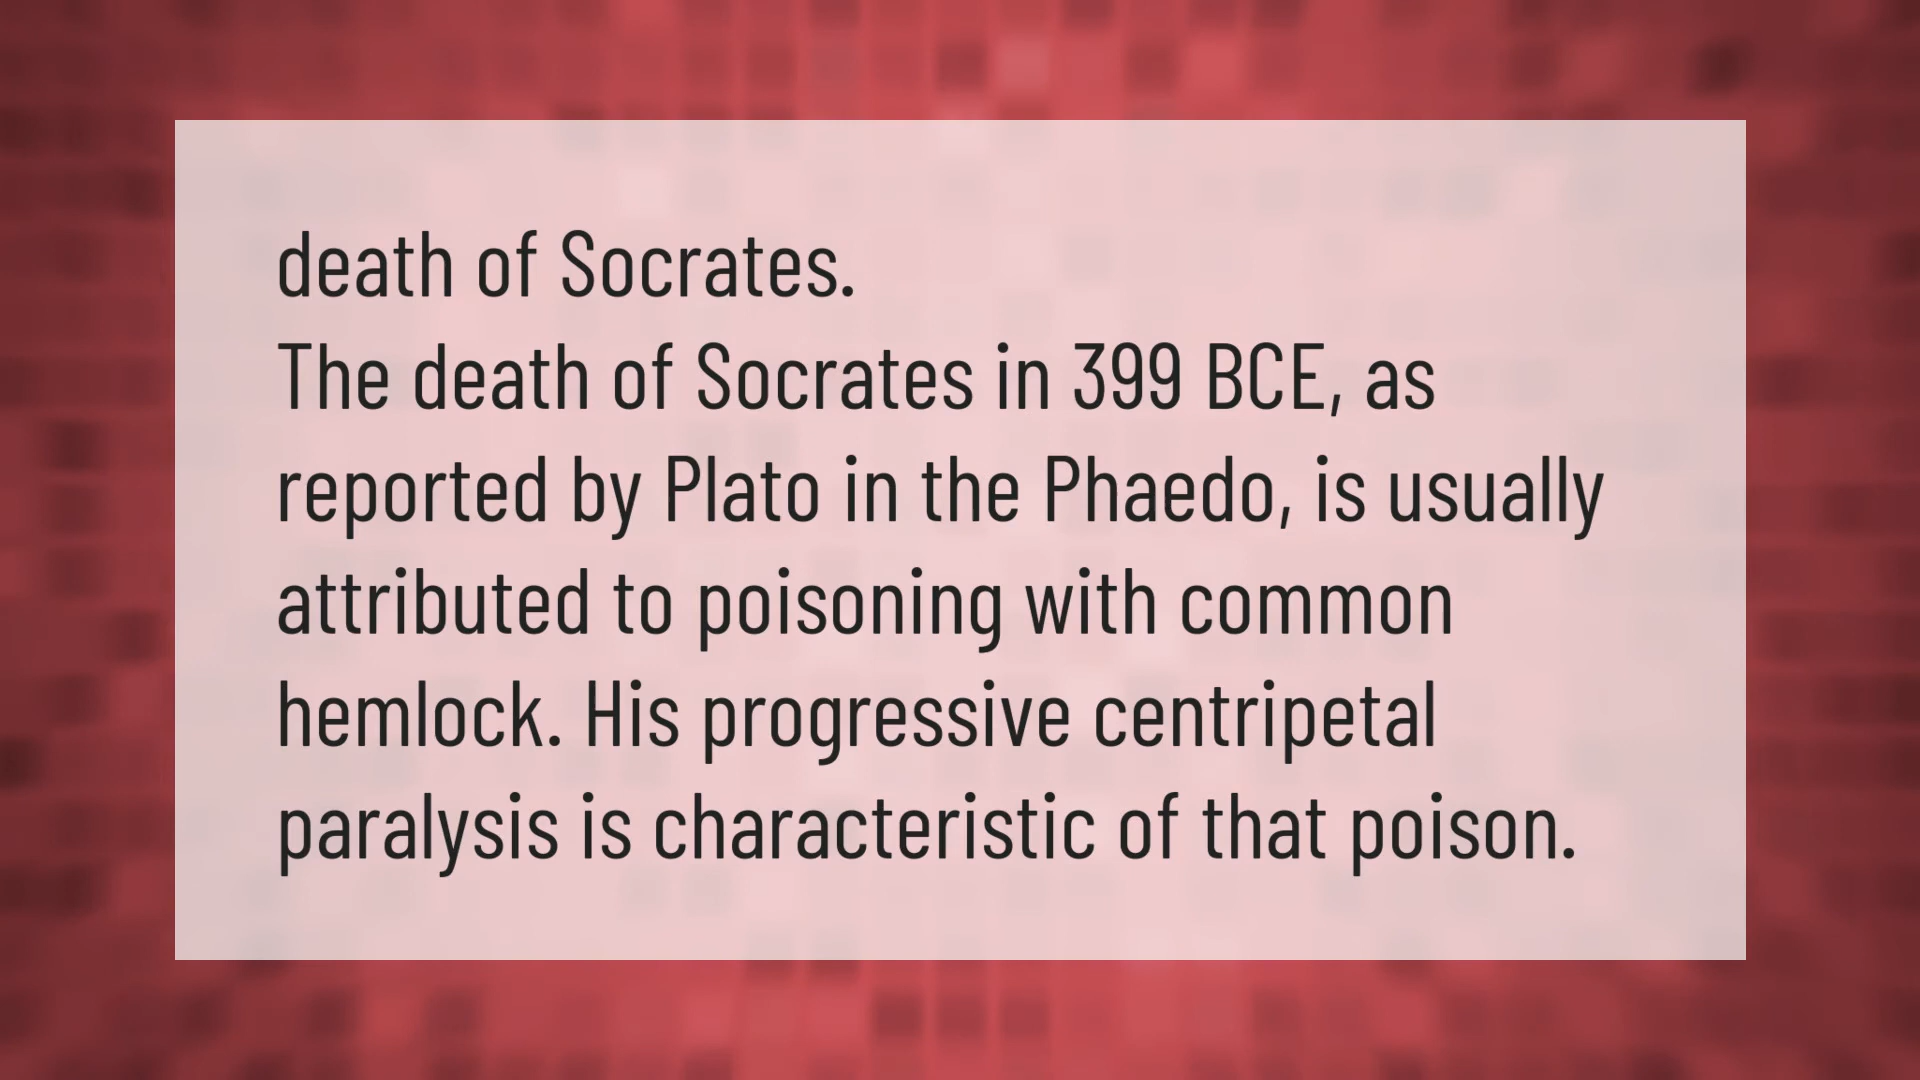 death of Socrates.
The death of Socrates in 399 BCE, as
reported by Plato in the Phaedo, is usually
attributed to poisoning with common
hemlock. His progressive centripetal
paralysis is characteristic of that poison.